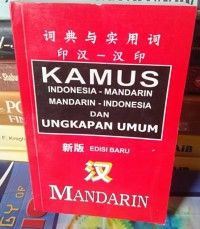 词典与实用词
印汉－汉印
KAMUS
INDONESIA - MANDARIN
MANDARIN - INDONESIA
DAN
UNGKAPAN UMUM
新版 EDISI BARU
汉
MANDARIN